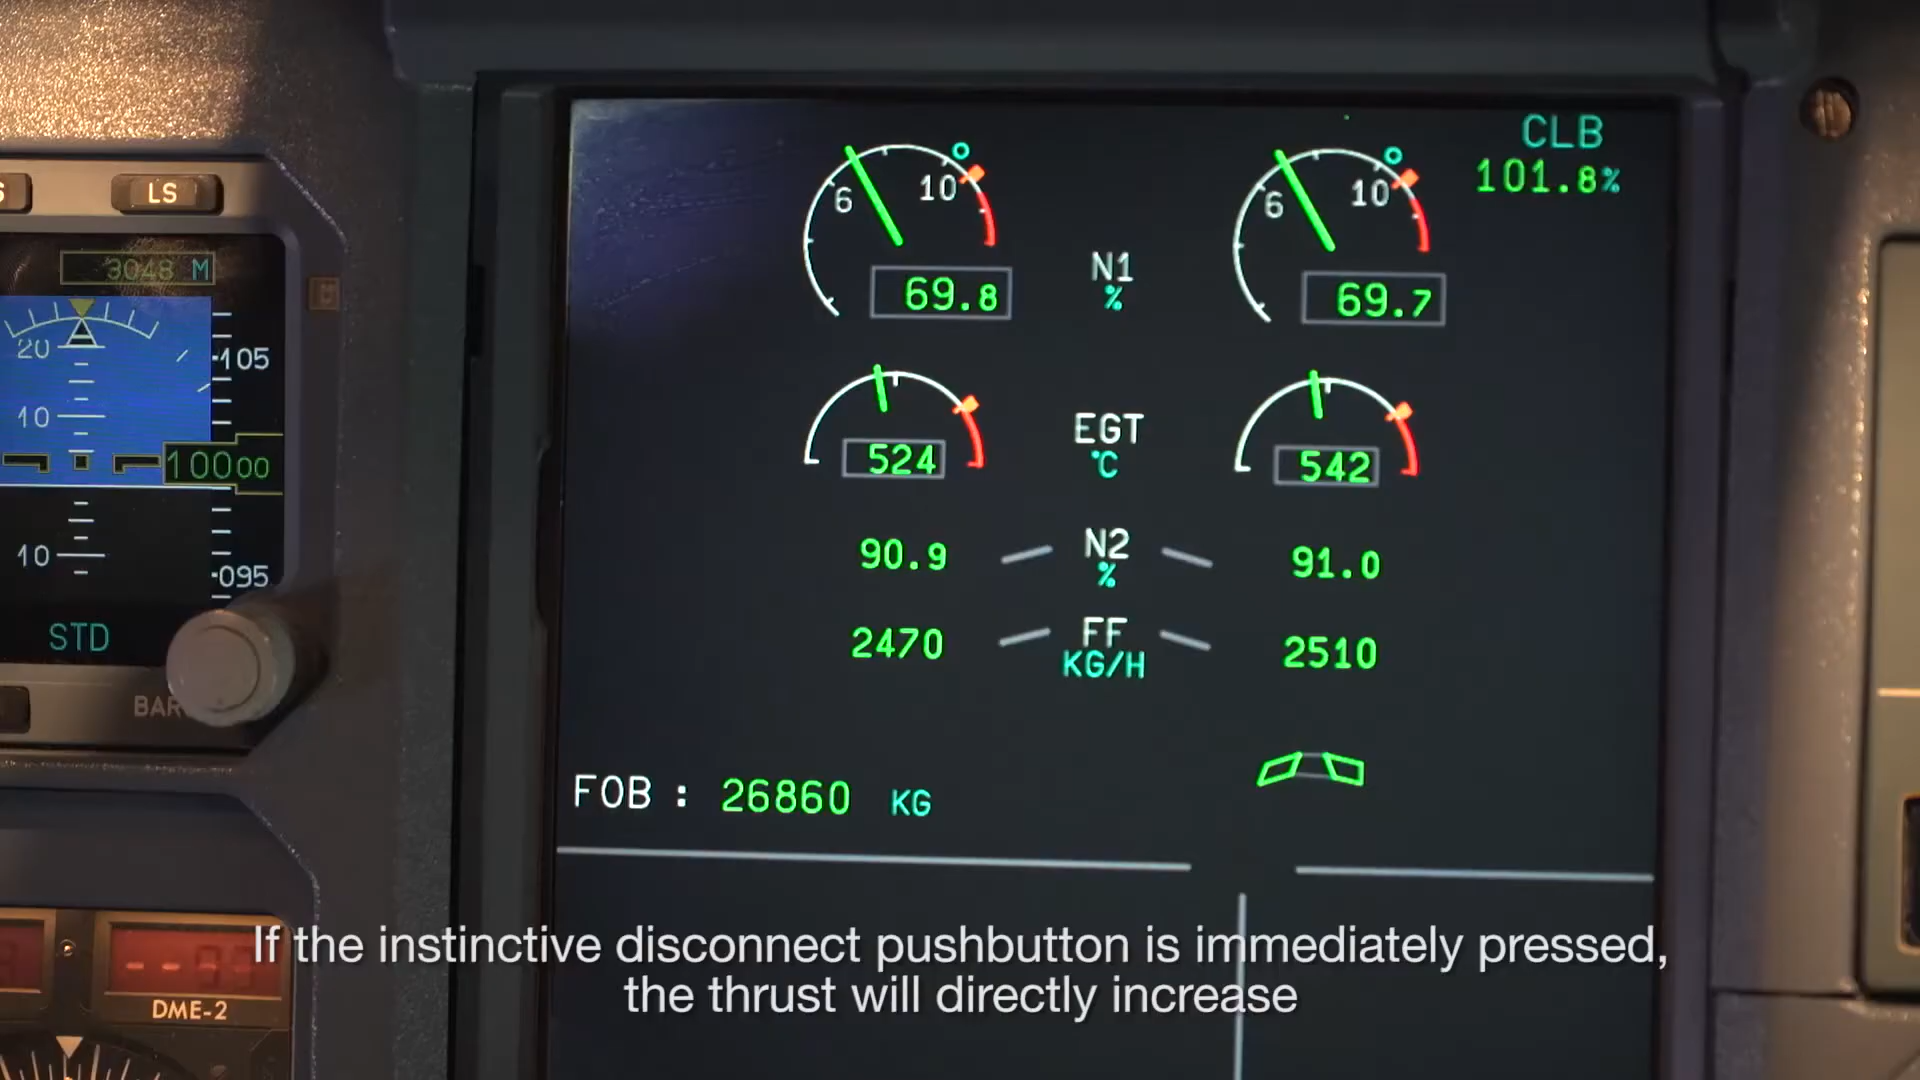 LS
3048 M
20
105
10
10000
10
095
STD
BAR
DME-2
CLB
101.8%
6 10
6 10
69.8
N1
%
69.7
524
EGT
°C
542
90.9
N2
%
91.0
2470
FF
KG/H
2510
FOB : 26860 KG
If the instinctive disconnect pushbutton is immediately pressed,
the thrust will directly increase